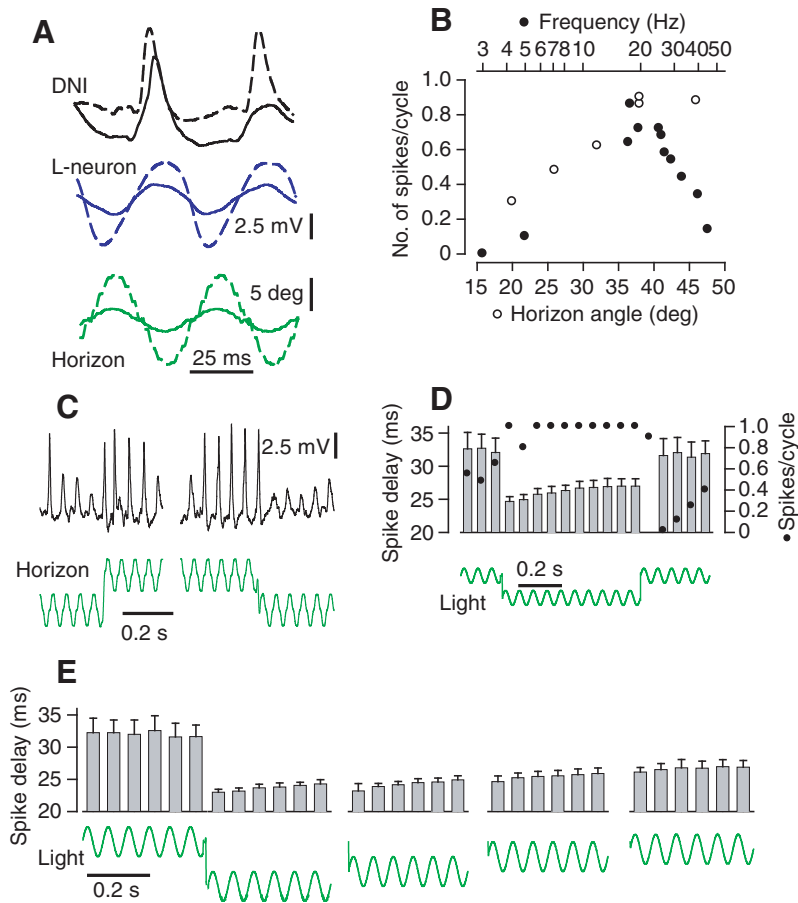 A
DNI
L-neuron
2.5 mV
5 deg
Horizon
25 ms
B
● Frequency (Hz)
3 4 5 6 7 8 10 20 30 40 50
No. of spikes/cycle
1.0
0.8
0.6
0.4
0.2
0
15 20 25 30 35 40 45 50
○ Horizon angle (deg)
C
2.5 mV
Horizon
0.2 s
D
Spike delay (ms)
35
30
25
20
1.0
0.8
0.6
0.4
0.2
0
●Spikes/cycle
0.2 s
Light
E
Spike delay (ms)
35
30
25
20
Light
0.2 s